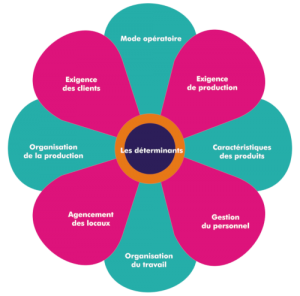 Mode opératoire
Exigence
des clients
Exigence
de production
Organisation
de la production
Les déterminants
Caractéristiques
des produits
Agencement
des locaux
Gestion
du personnel
Organisation
du travail